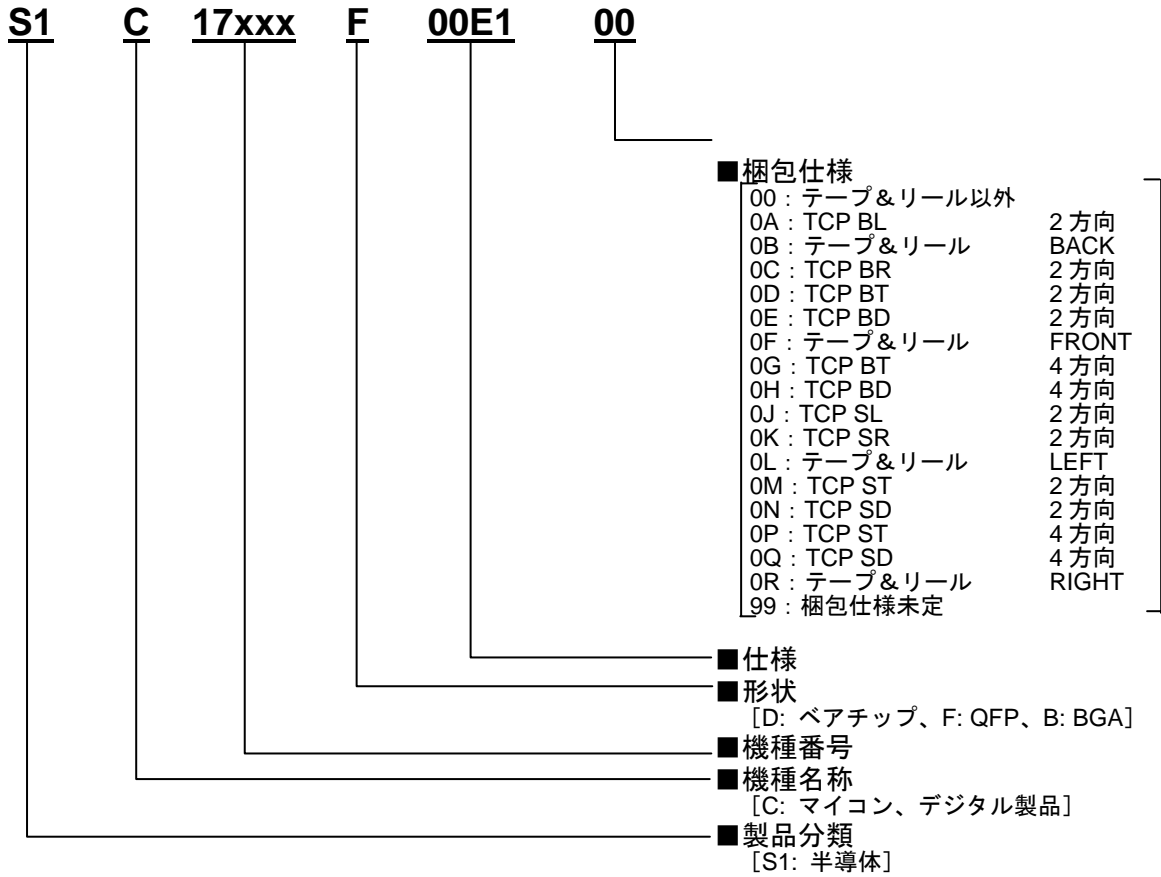 S1 C 17xxx F 00E1 00
■梱包仕様
00：テープ＆リール以外
0A：TCP BL 2 方向
0B：テープ＆リール BACK
0C：TCP BR 2 方向
0D：TCP BT 2 方向
0E：TCP BD 2 方向
0F：テープ＆リール FRONT
0G：TCP BT 4 方向
0H：TCP BD 4 方向
0J：TCP SL 2 方向
0K：TCP SR 2 方向
0L：テープ＆リール LEFT
0M：TCP ST 2 方向
0N：TCP SD 2 方向
0P：TCP ST 4 方向
0Q：TCP SD 4 方向
0R：テープ＆リール RIGHT
99：梱包仕様未定
■仕様
■形状
［D: ベアチップ、F: QFP、B: BGA］
■機種番号
■機種名称
［C: マイコン、デジタル製品］
■製品分類
［S1: 半導体］